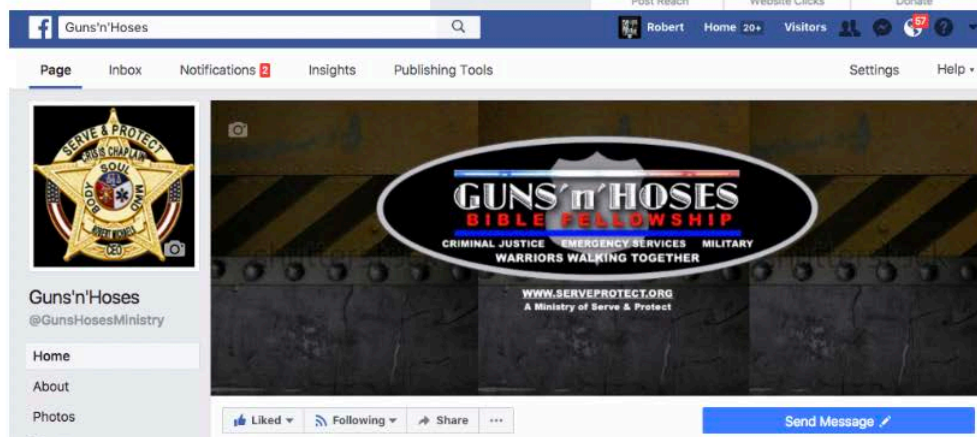 Post Reach Website Clicks Donate
Guns'n'Hoses
Robert Home 20+ Visitors 57
Page Inbox Notifications 2 Insights Publishing Tools Settings Help
SERVE & PROTECT
CRISIS CHAPLAIN
SOUL
BODY MIND
ROBERT MICHAELS
CEO
GUNS 'n' HOSES
BIBLE FELLOWSHIP
CRIMINAL JUSTICE EMERGENCY SERVICES MILITARY
WARRIORS WALKING TOGETHER
WWW.SERVEPROTECT.ORG
A Ministry of Serve & Protect
Guns'n'Hoses
@GunsHosesMinistry
Home
About
Photos
Liked Following Share ... Send Message